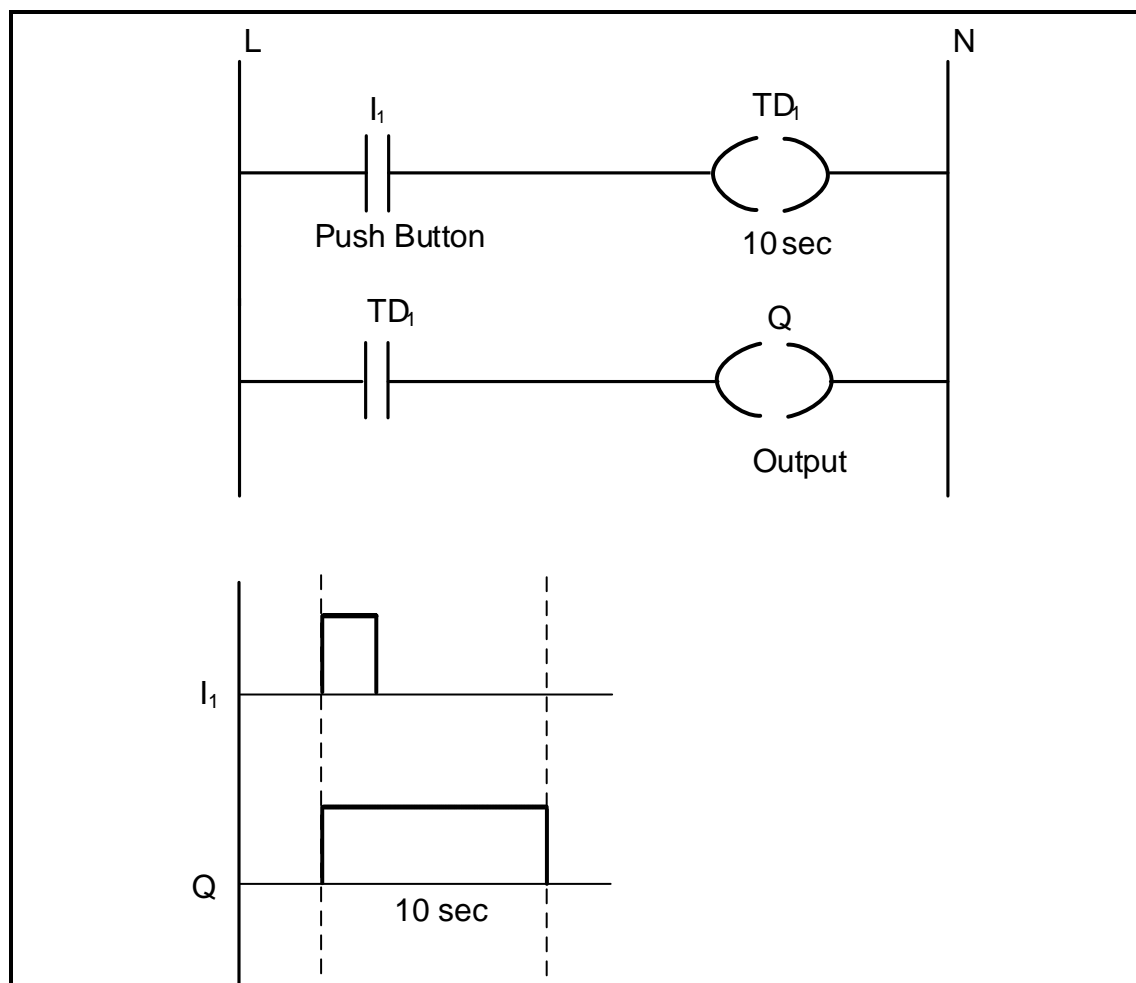 L
N
I₁
TD₁
Push Button
10 sec
TD₁
Q
Output
I₁
Q
10 sec